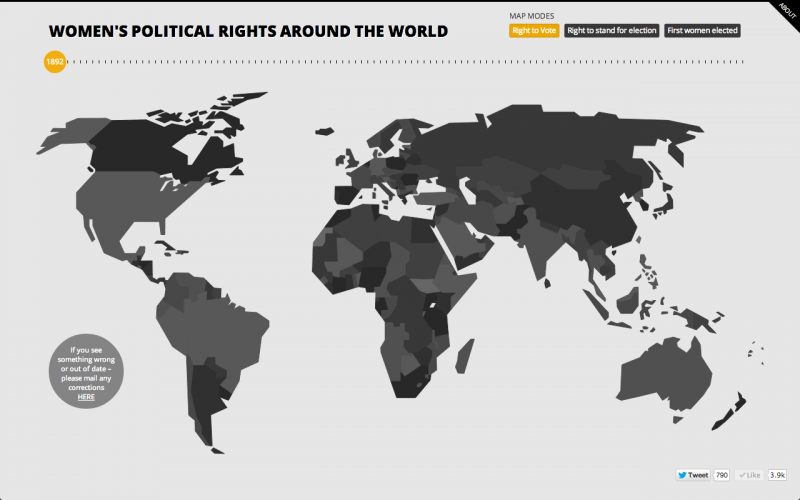 WOMEN'S POLITICAL RIGHTS AROUND THE WORLD
MAP MODES
Right to Vote
Right to stand for election
First women elected
ABOUT
1892
If you see
something wrong
or out of date –
please mail any
corrections
HERE
Tweet
790
Like
3.9k